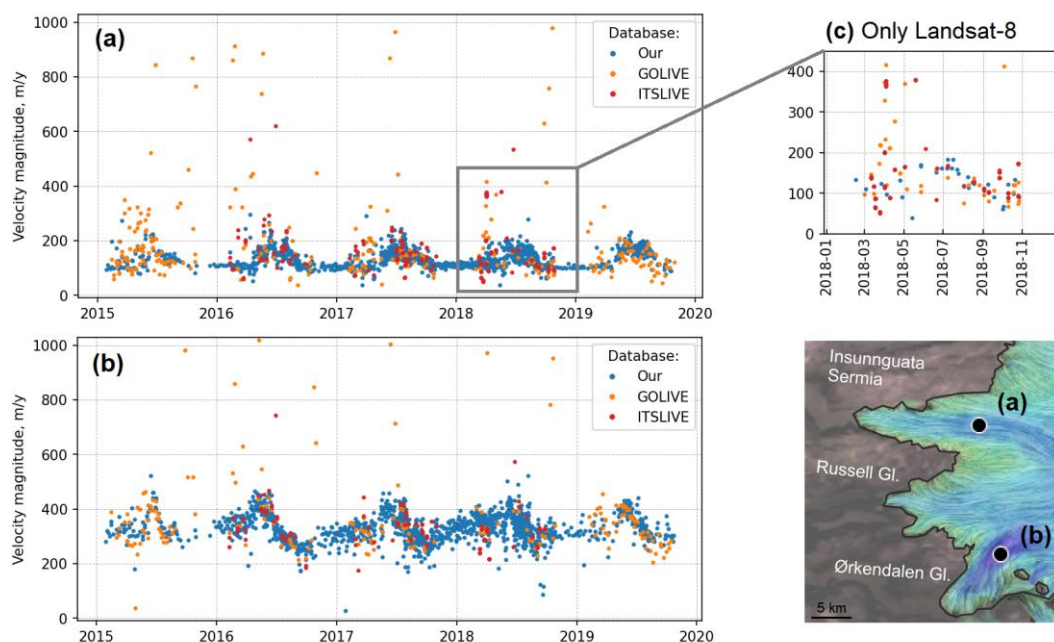 (a)
Database:
Our
GOLIVE
ITSLIVE
Velocity magnitude, m/y
1000
800
600
400
200
0
2015
2016
2017
2018
2019
2020
(c) Only Landsat-8
400
300
200
100
0
2018-01
2018-03
2018-05
2018-07
2018-09
2018-11
(b)
Database:
Our
GOLIVE
ITSLIVE
Velocity magnitude, m/y
1000
800
600
400
200
0
2015
2016
2017
2018
2019
2020
Insunnguata
Sermia
(a)
Russell Gl.
(b)
Ørkendalen Gl.
5 km